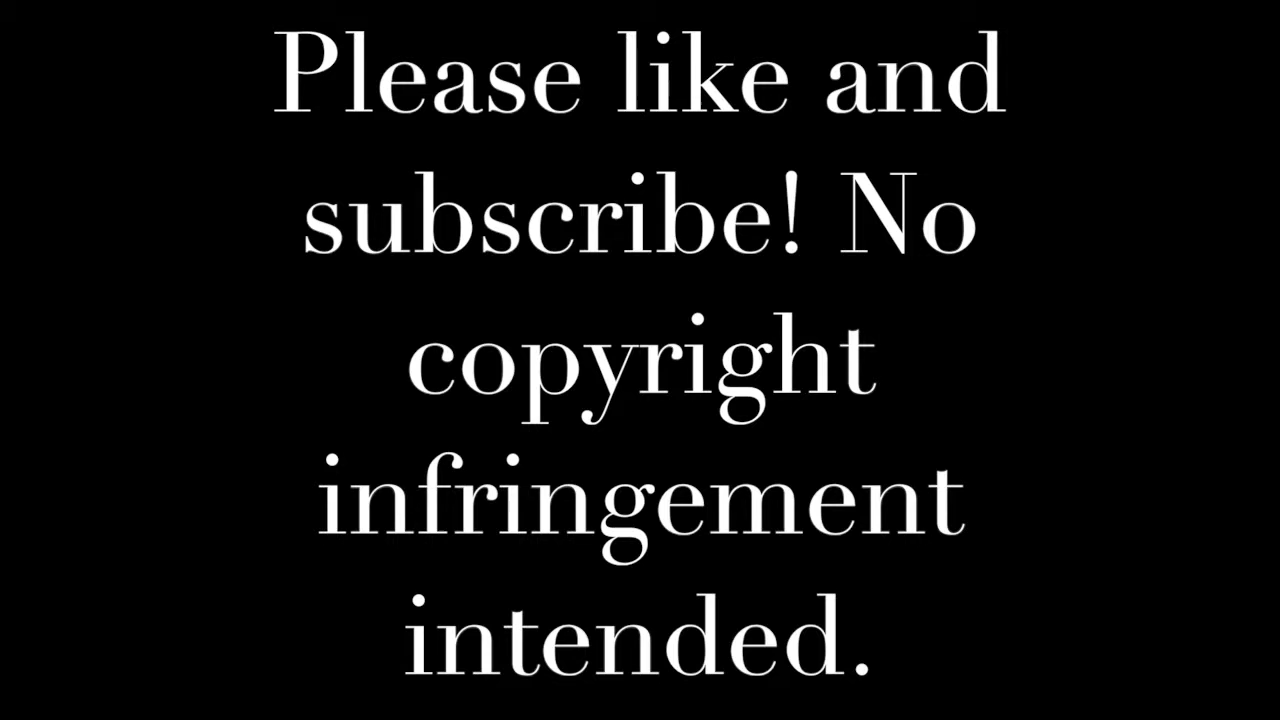 Please like and
subscribe! No
copyright
infringement
intended.